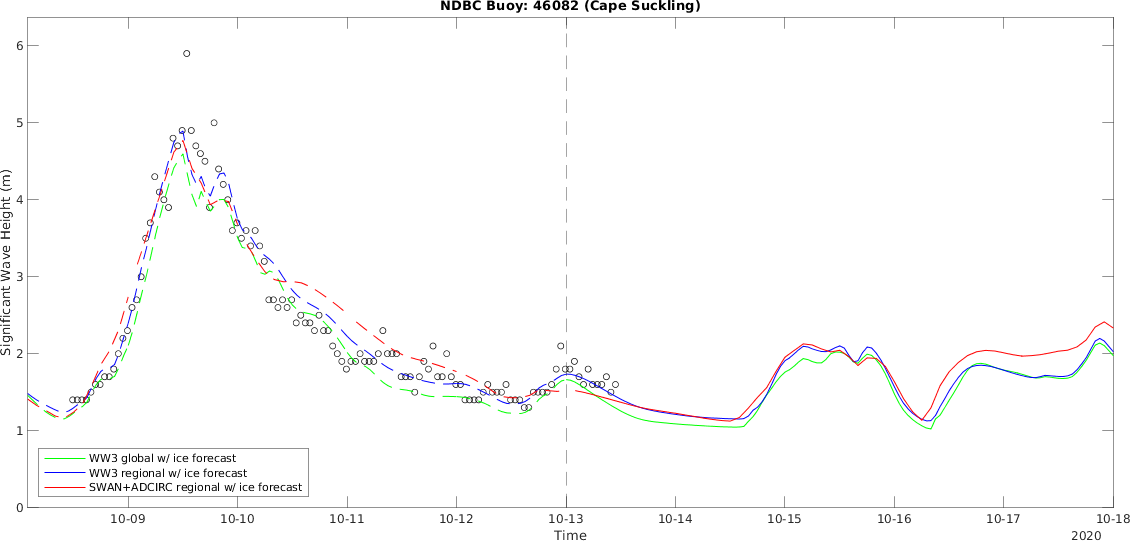 NDBC Buoy: 46082 (Cape Suckling)
6
5
4
3
2
1
0
Significant Wave Height (m)
WW3 global w/ ice forecast
WW3 regional w/ ice forecast
SWAN+ADCIRC regional w/ ice forecast
10-09 10-10 10-11 10-12 10-13 10-14 10-15 10-16 10-17 10-18
Time
2020